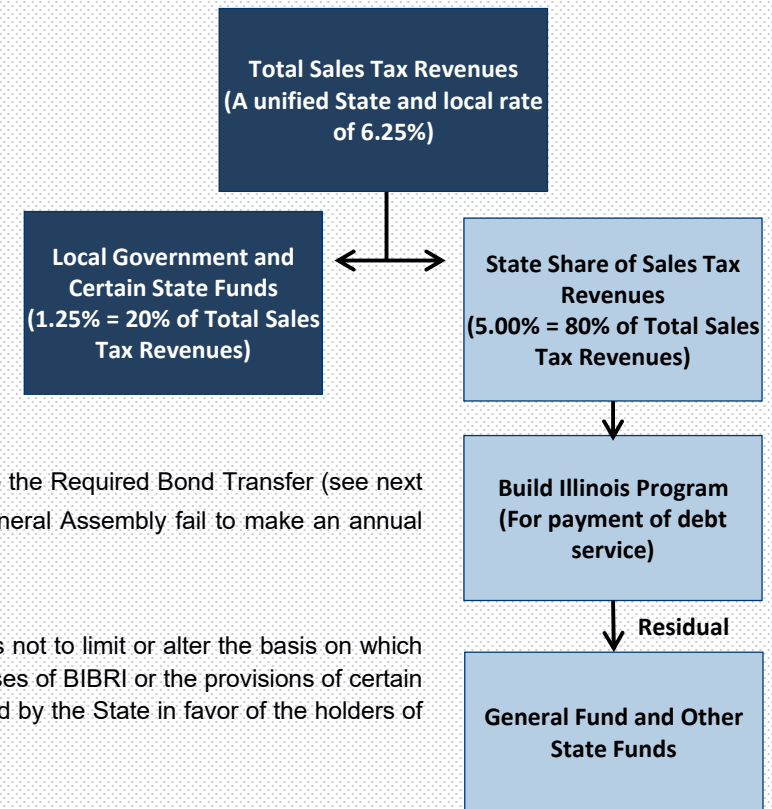 Total Sales Tax Revenues
(A unified State and local rate
of 6.25%)
Local Government and
Certain State Funds
(1.25% = 20% of Total Sales
Tax Revenues)
State Share of Sales Tax
Revenues
(5.00% = 80% of Total Sales
Tax Revenues)
the Required Bond Transfer (see next
neral Assembly fail to make an annual
Build Illinois Program
(For payment of debt
service)
s not to limit or alter the basis on which
ses of BIBRI or the provisions of certain
d by the State in favor of the holders of
Residual
General Fund and Other
State Funds